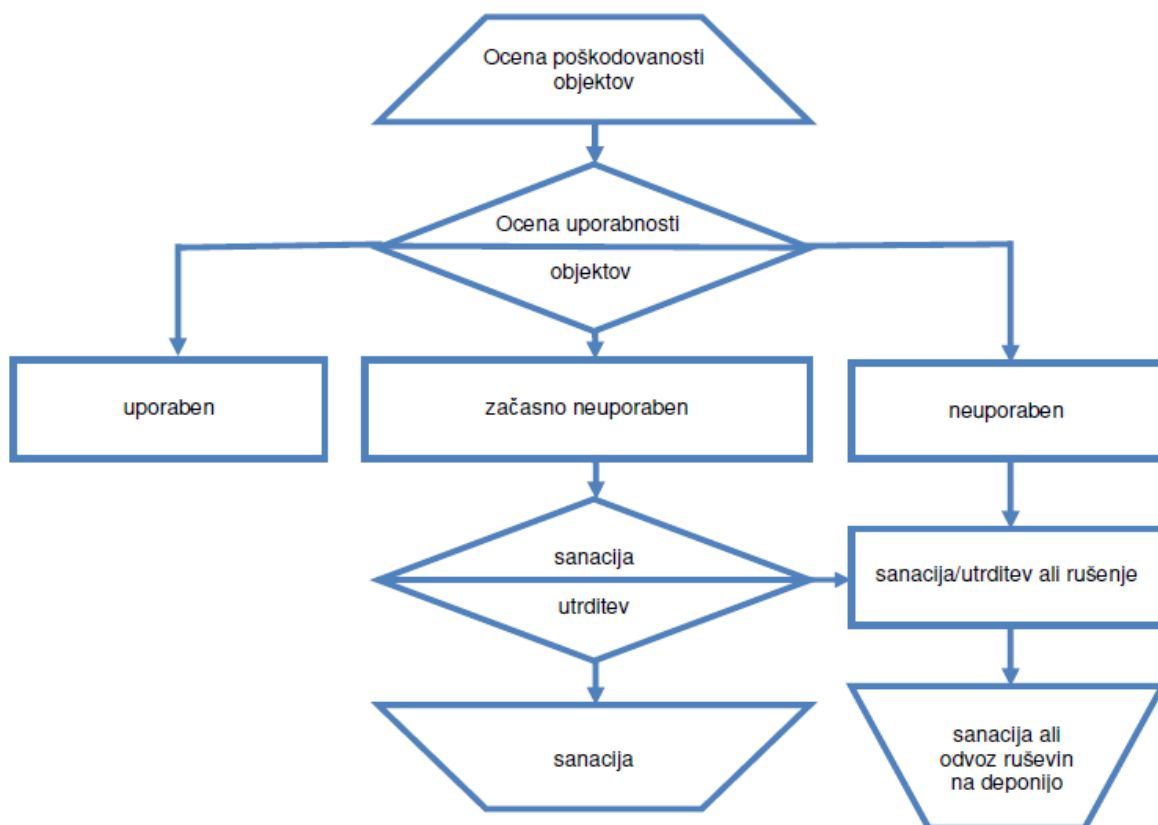 Ocena poškodovanosti
objektov
Ocena uporabnosti
objektov
uporaben
začasno neuporaben
neuporaben
sanacija
utrditev
sanacija/utrditev ali rušenje
sanacija
sanacija ali
odvoz ruševin
na deponijo